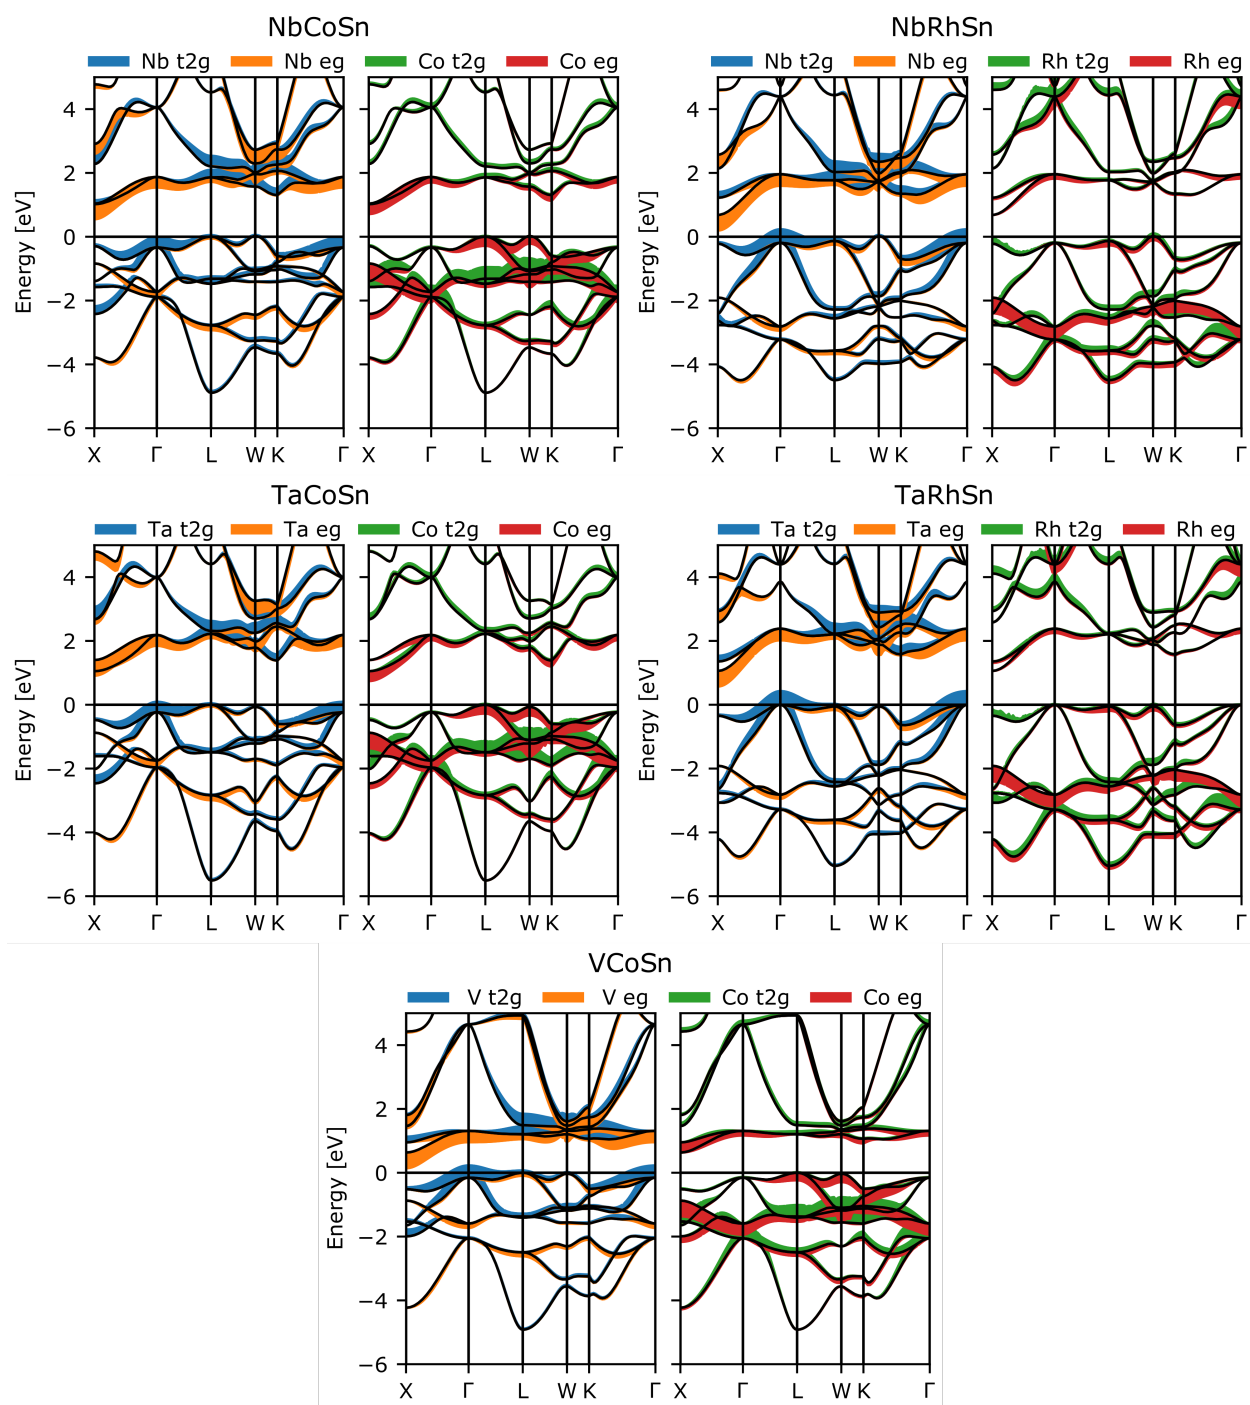 NbCoSn
Nb t2g Nb eg Co t2g Co eg
Energy [eV]
4
2
0
−2
−4
−6
X Γ L W K Γ
X Γ L W K Γ
NbRhSn
Nb t2g Nb eg Rh t2g Rh eg
Energy [eV]
4
2
0
−2
−4
−6
X Γ L W K Γ
X Γ L W K Γ
TaCoSn
Ta t2g Ta eg Co t2g Co eg
Energy [eV]
4
2
0
−2
−4
−6
X Γ L W K Γ
X Γ L W K Γ
TaRhSn
Ta t2g Ta eg Rh t2g Rh eg
Energy [eV]
4
2
0
−2
−4
−6
X Γ L W K Γ
X Γ L W K Γ
VCoSn
V t2g V eg Co t2g Co eg
Energy [eV]
4
2
0
−2
−4
−6
X Γ L W K Γ
X Γ L W K Γ